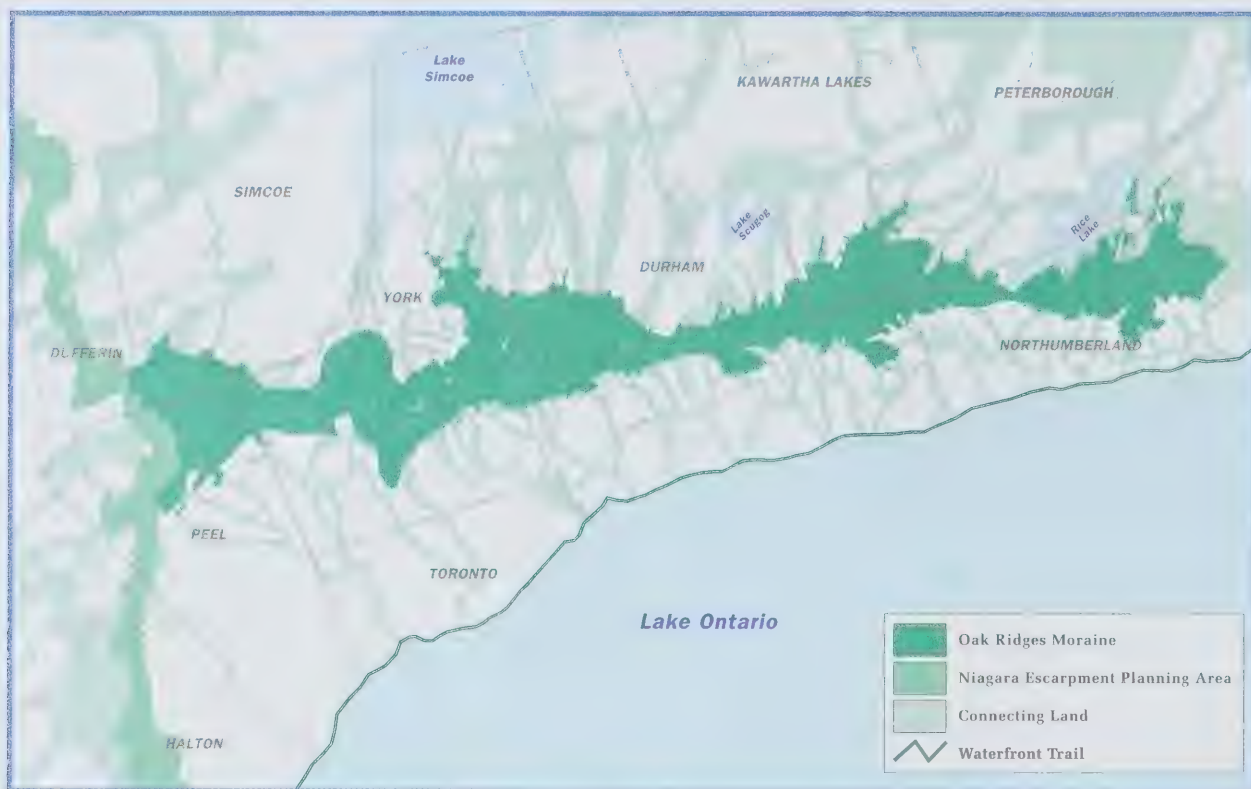 Lake
Simcoe
KAWARTHA LAKES
PETERBOROUGH
SIMCOE
Lake
Scugog
Rice
Lake
DURHAM
YORK
DUFFERIN
NORTHUMBERLAND
PEEL
TORONTO
Lake Ontario
HALTON
Oak Ridges Moraine
Niagara Escarpment Planning Area
Connecting Land
Waterfront Trail